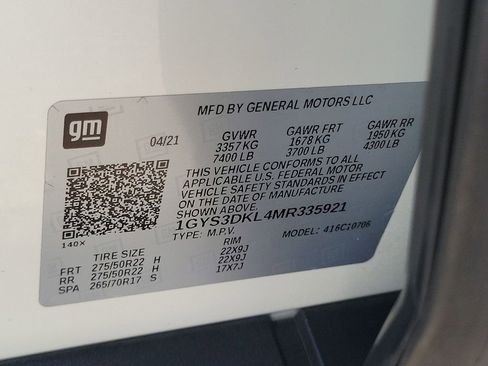 gm
MFD BY GENERAL MOTORS LLC
04/21 GVWR GAWR FRT GAWR RR
3357 KG 1678 KG 1950 KG
7400 LB 3700 LB 4300 LB
THIS VEHICLE CONFORMS TO ALL
APPLICABLE U.S. FEDERAL MOTOR
VEHICLE SAFETY STANDARDS IN EFFECT
ON THE DATE OF MANUFACTURE
1GYS3DKL4MR335921
140× TYPE: M.P.V. MODEL: 416C10706
TIRE SIZE RIM
FRT 275/50R22 H 22X9J
RR 275/50R22 H 22X9J
SPA 265/70R17 S 17X7J